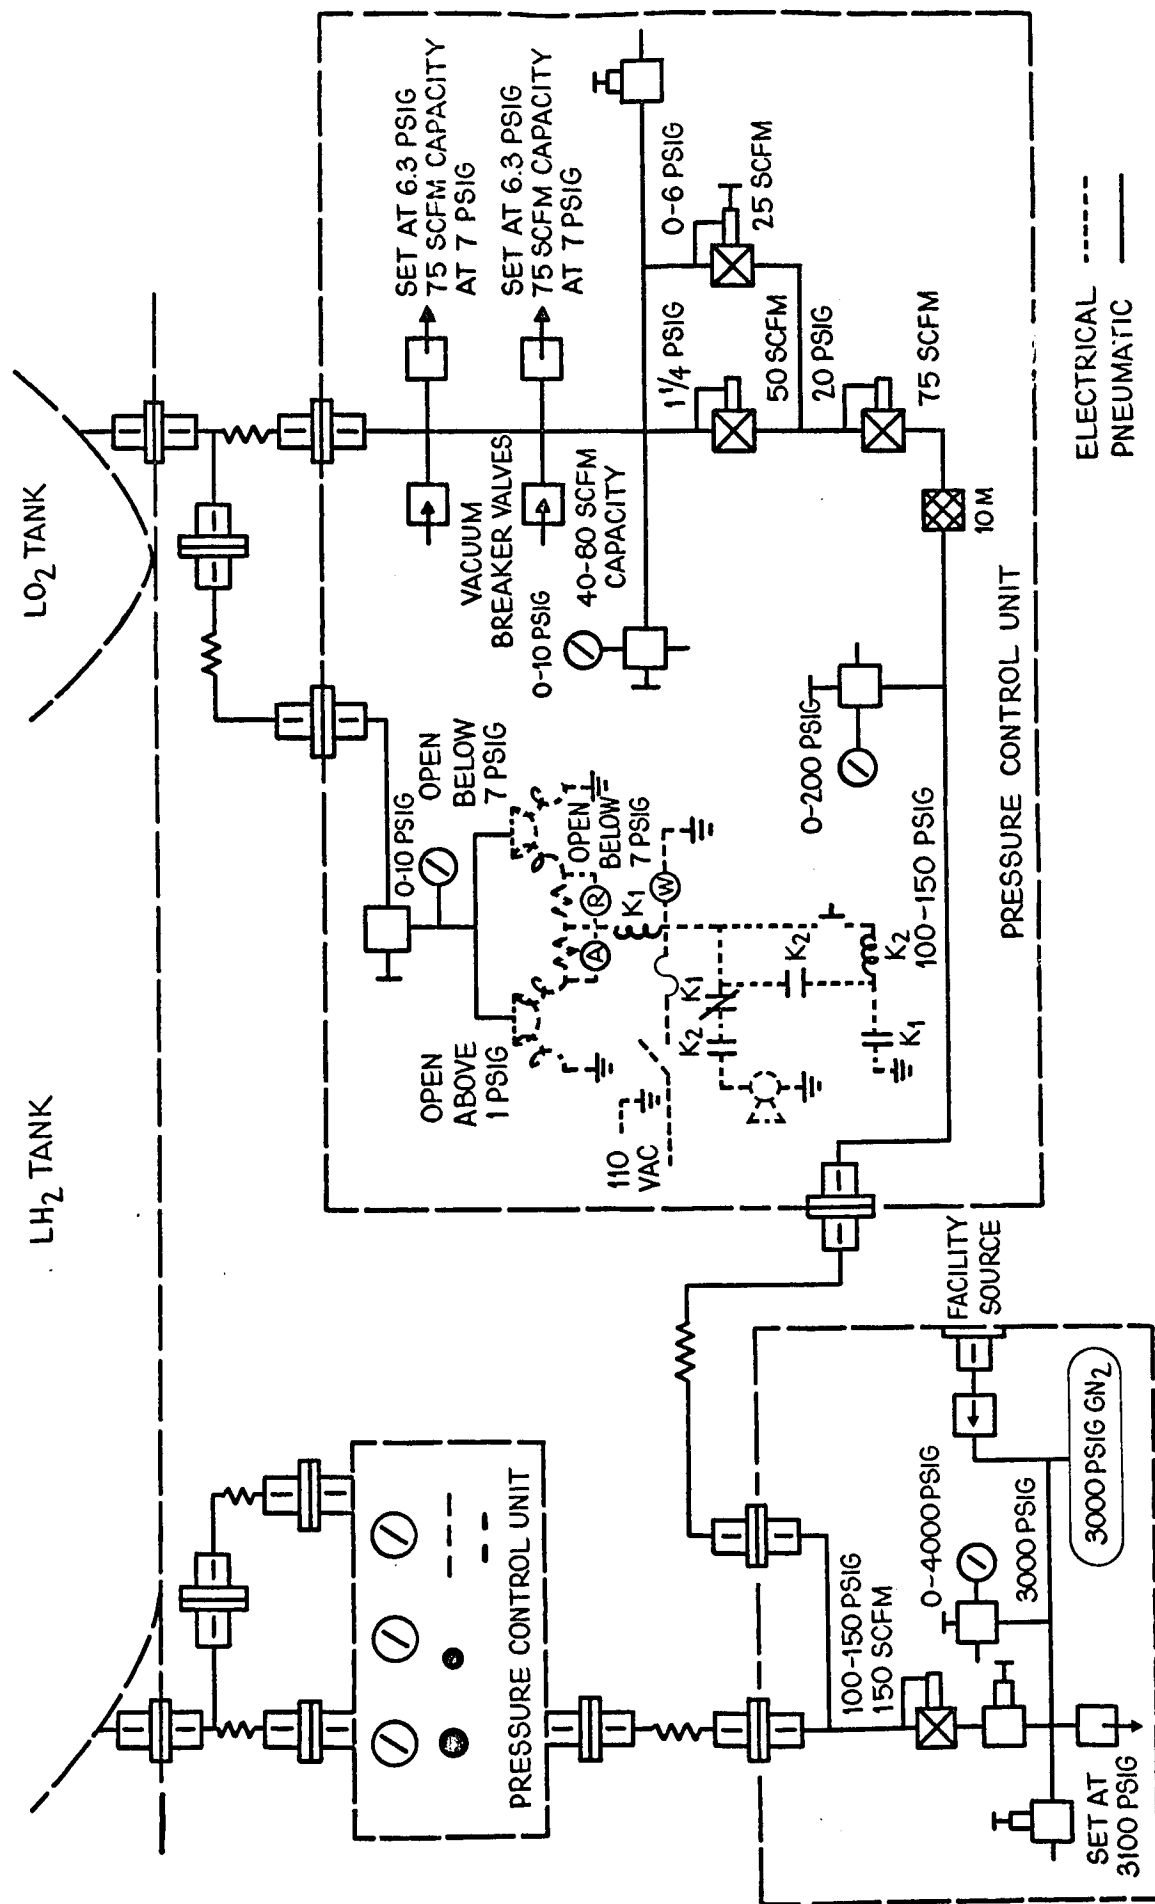 LH2 TANK
LO2 TANK
SET AT 6.3 PSIG
75 SCFM CAPACITY
AT 7 PSIG
SET AT 6.3 PSIG
75 SCFM CAPACITY
AT 7 PSIG
VACUUM
BREAKER VALVES
0-10 PSIG
40-80 SCFM
CAPACITY
0-6 PSIG
25 SCFM
1 1/4 PSIG
50 SCFM
20 PSIG
75 SCFM
10 M
0-10 PSIG
OPEN
BELOW
7 PSIG
OPEN
BELOW
7 PSIG
OPEN
ABOVE
1 PSIG
A
R
K1
W
110
VAC
K2
K1
K2
K2
K1
0-200 PSIG
100-150 PSIG
PRESSURE CONTROL UNIT
ELECTRICAL
PNEUMATIC
PRESSURE CONTROL UNIT
FACILITY
SOURCE
100-150 PSIG
150 SCFM
0-4000 PSIG
3000 PSIG
3000 PSIG GN2
SET AT
3100 PSIG